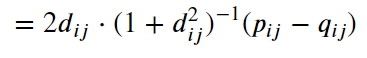 = 2d_{ij} · (1 + d_{ij}^2)^{−1}(p_{ij} − q_{ij})